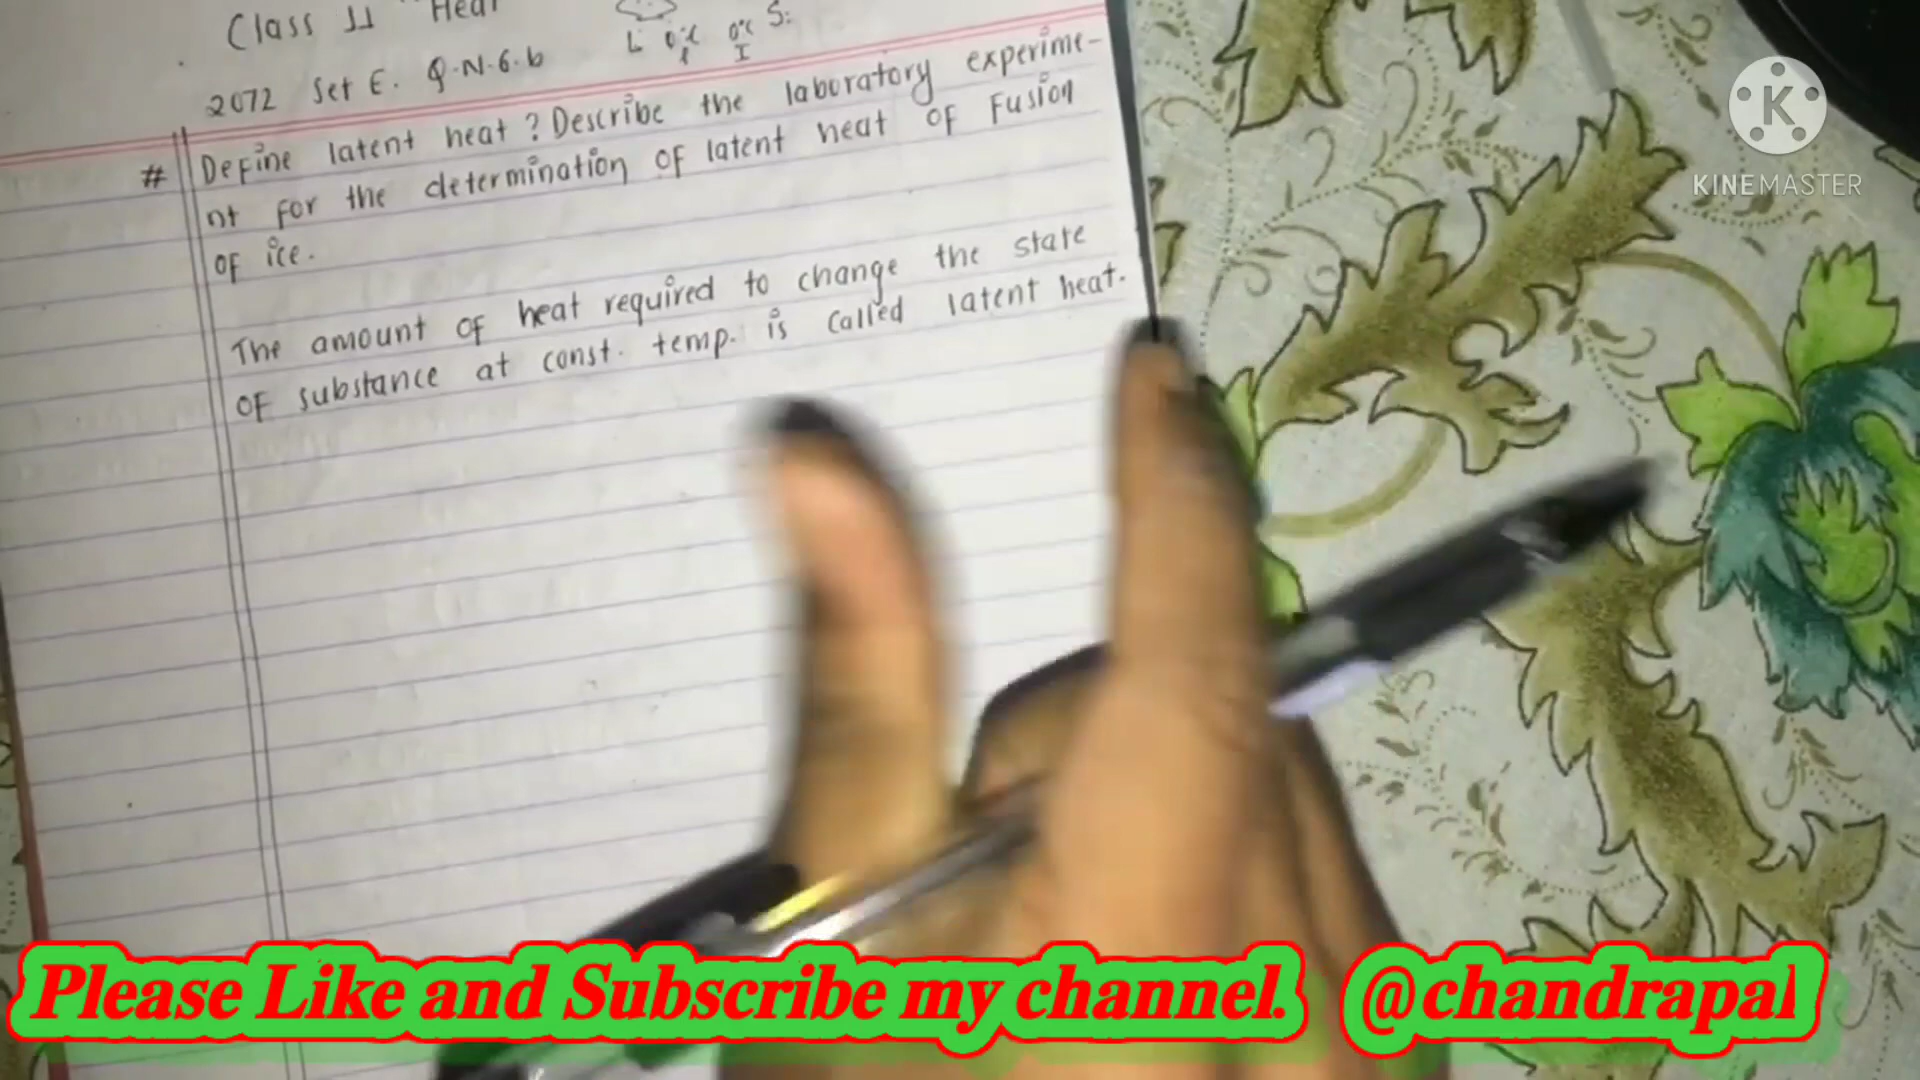 Class 11 "Heat
2072 Set E. Q.N.6.b
L 0°C 0°C S:
I
# Define latent heat ? Describe the laboratory experime-
nt for the determination of latent heat of Fusion
of ice.
The amount of heat required to change the state
of substance at const. temp. is called latent heat.
K
KINEMASTER
Please Like and Subscribe my channel. @chandrapal